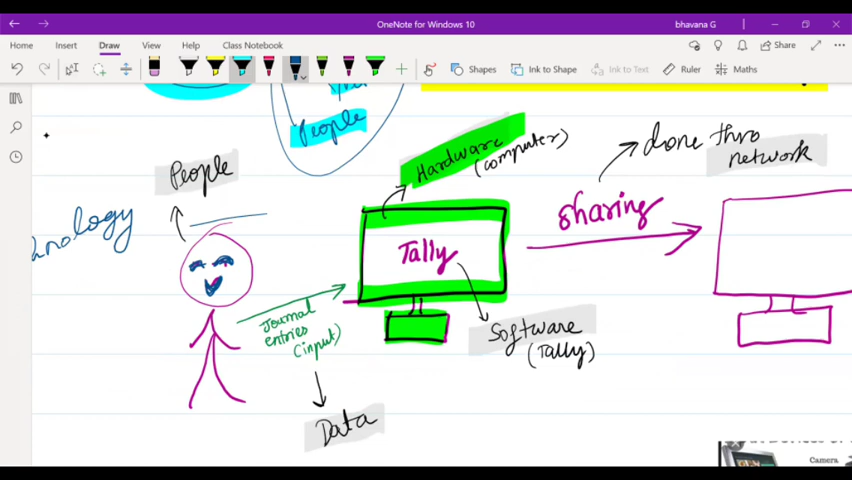 OneNote for Windows 10
bhavana G
Home Insert Draw View Help Class Notebook
Share
Shapes
Ink to Shape
Ink to Text
Ruler
Maths
People
People
Hardware
(computer)
done thro
network
sharing
Tally
Journal
entries
(input)
Software
(Tally)
Data
Camera